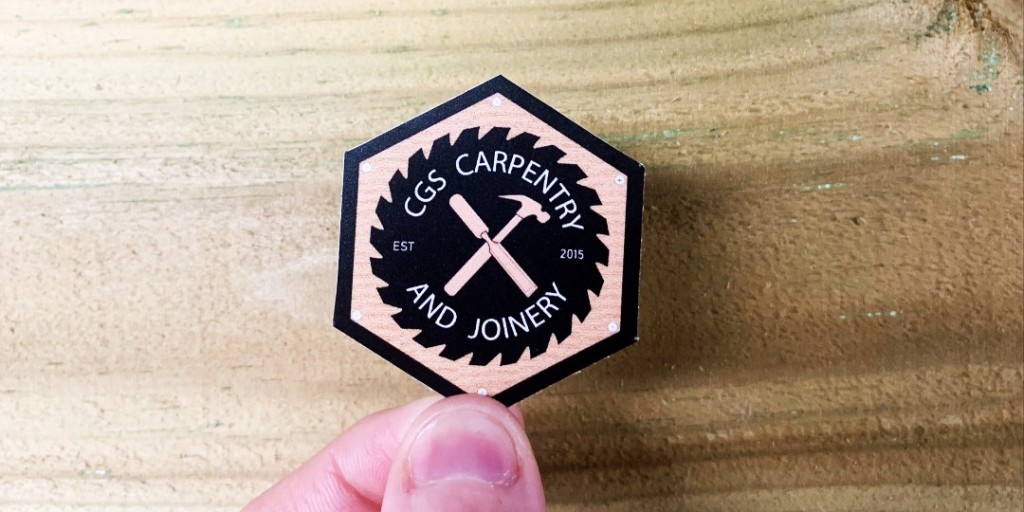 CGS CARPENTRY
EST
2015
AND JOINERY